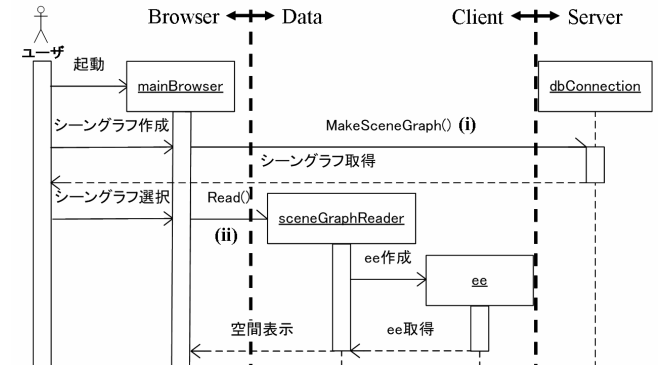 Browser Data Client Server
ユーザ
起動
mainBrowser
dbConnection
シーングラフ作成
MakeSceneGraph() (i)
シーングラフ取得
シーングラフ選択
Read()
(ii)
sceneGraphReader
ee作成
ee
空間表示
ee取得